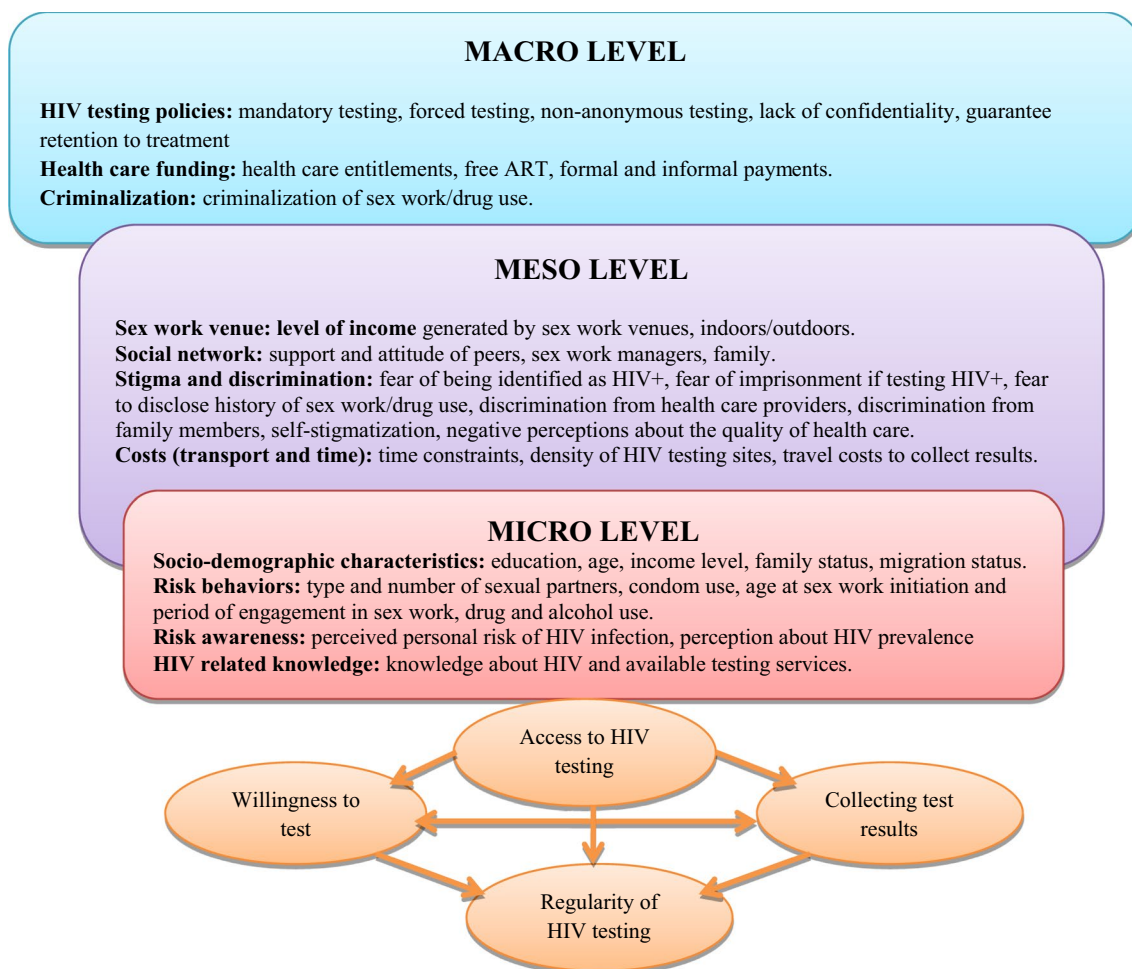 MACRO LEVEL
HIV testing policies: mandatory testing, forced testing, non-anonymous testing, lack of confidentiality, guarantee
retention to treatment
Health care funding: health care entitlements, free ART, formal and informal payments.
Criminalization: criminalization of sex work/drug use.
MESO LEVEL
Sex work venue: level of income generated by sex work venues, indoors/outdoors.
Social network: support and attitude of peers, sex work managers, family.
Stigma and discrimination: fear of being identified as HIV+, fear of imprisonment if testing HIV+, fear
to disclose history of sex work/drug use, discrimination from health care providers, discrimination from
family members, self-stigmatization, negative perceptions about the quality of health care.
Costs (transport and time): time constraints, density of HIV testing sites, travel costs to collect results.
MICRO LEVEL
Socio-demographic characteristics: education, age, income level, family status, migration status.
Risk behaviors: type and number of sexual partners, condom use, age at sex work initiation and
period of engagement in sex work, drug and alcohol use.
Risk awareness: perceived personal risk of HIV infection, perception about HIV prevalence
HIV related knowledge: knowledge about HIV and available testing services.
Access to HIV
testing
Willingness to
test
Collecting test
results
Regularity of
HIV testing